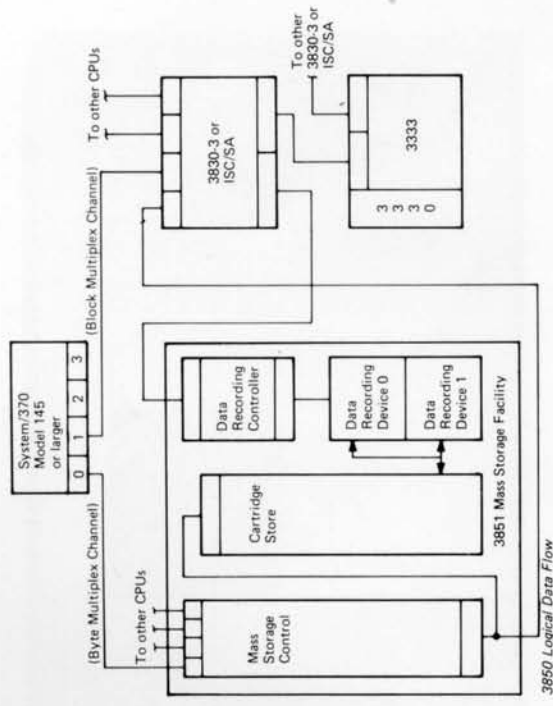 System/370
Model 145
or larger
0 1 2 3
(Byte Multiplex Channel)
(Block Multiplex Channel)
To other CPUs
To other CPUs
3830-3 or
ISC/SA
To other
3830-3 or
ISC/SA
3333
3
3
3
0
Mass
Storage
Control
Cartridge
Store
Data
Recording
Controller
Data
Recording
Device 0
Data
Recording
Device 1
3851 Mass Storage Facility
3850 Logical Data Flow